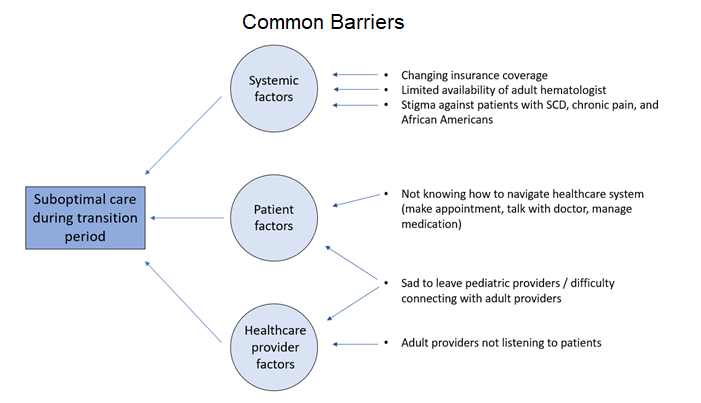 Common Barriers
Systemic
factors
• Changing insurance coverage
• Limited availability of adult hematologist
• Stigma against patients with SCD, chronic pain, and
African Americans
Suboptimal care
during transition
period
Patient
factors
• Not knowing how to navigate healthcare system
(make appointment, talk with doctor, manage
medication)
• Sad to leave pediatric providers / difficulty
connecting with adult providers
Healthcare
provider
factors
• Adult providers not listening to patients